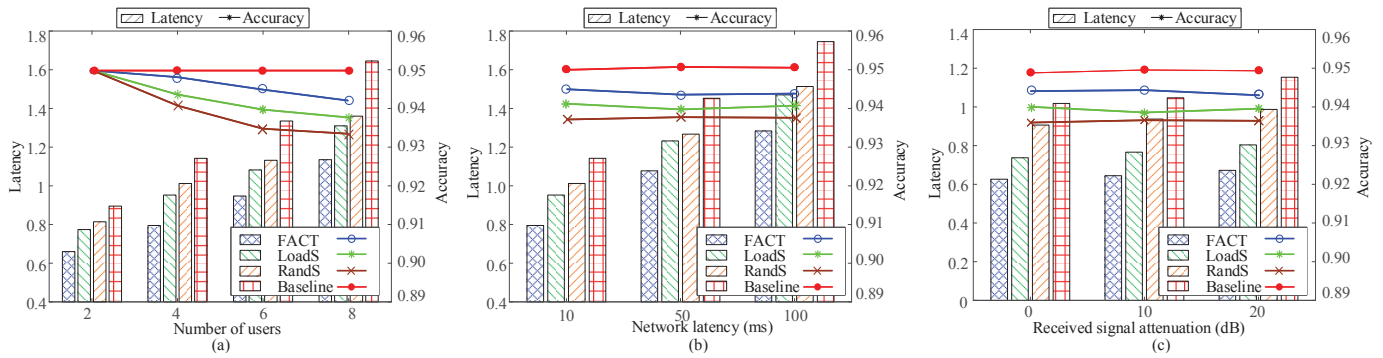 Latency Accuracy
1.8
1.6
1.4
1.2
1
0.8
0.6
0.4
Latency
0.96
0.95
0.94
0.93
0.92
0.91
0.90
0.89
Accuracy
FACT
LoadS
RandS
Baseline
2 4 6 8
Number of users
(a)
Latency Accuracy
1.8
1.6
1.4
1.2
1.0
0.8
0.6
0.4
Latency
0.96
0.95
0.94
0.93
0.92
0.91
0.90
0.89
Accuracy
FACT
LoadS
RandS
Baseline
10 50 100
Network latency (ms)
(b)
Latency Accuracy
1.4
1.2
1
0.8
0.6
0.4
0.2
0
Latency
0.96
0.95
0.94
0.93
0.92
0.91
0.90
0.89
Accuracy
FACT
LoadS
RandS
Baseline
0 10 20
Received signal attenuation (dB)
(c)